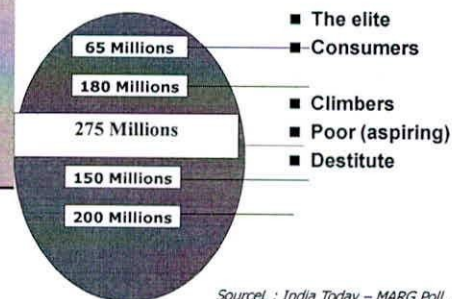 65 Millions
180 Millions
275 Millions
150 Millions
200 Millions
■ The elite
■ Consumers
■ Climbers
■ Poor (aspiring)
■ Destitute
Sourcel : India Today – MARG Poll